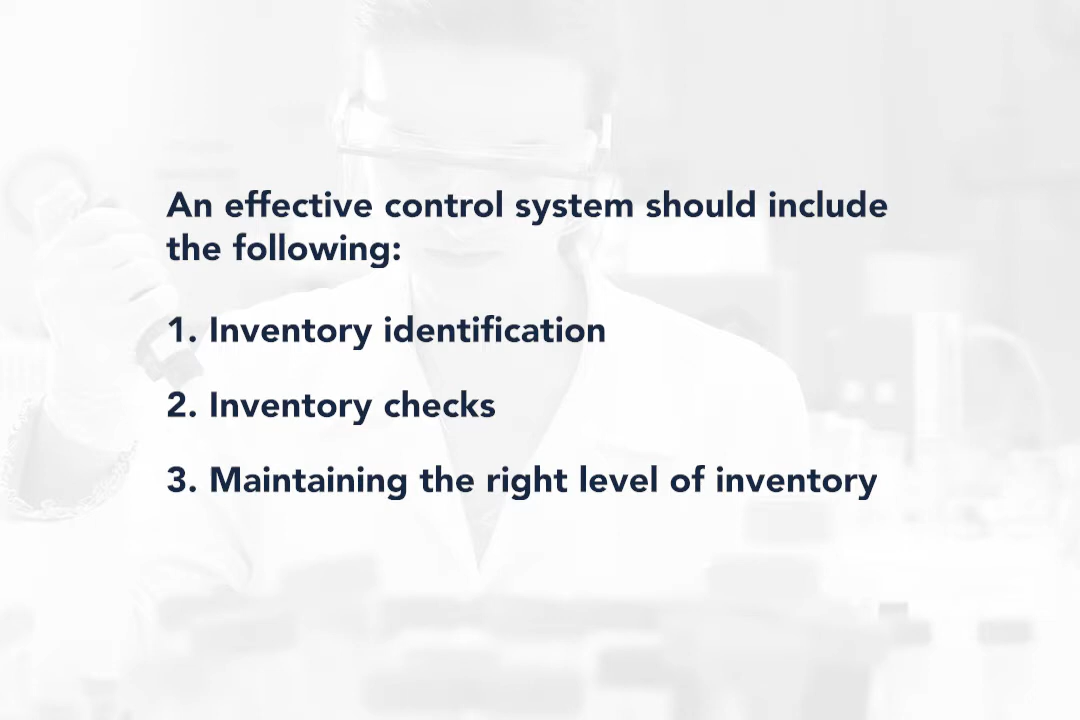 An effective control system should include
the following:
1. Inventory identification
2. Inventory checks
3. Maintaining the right level of inventory